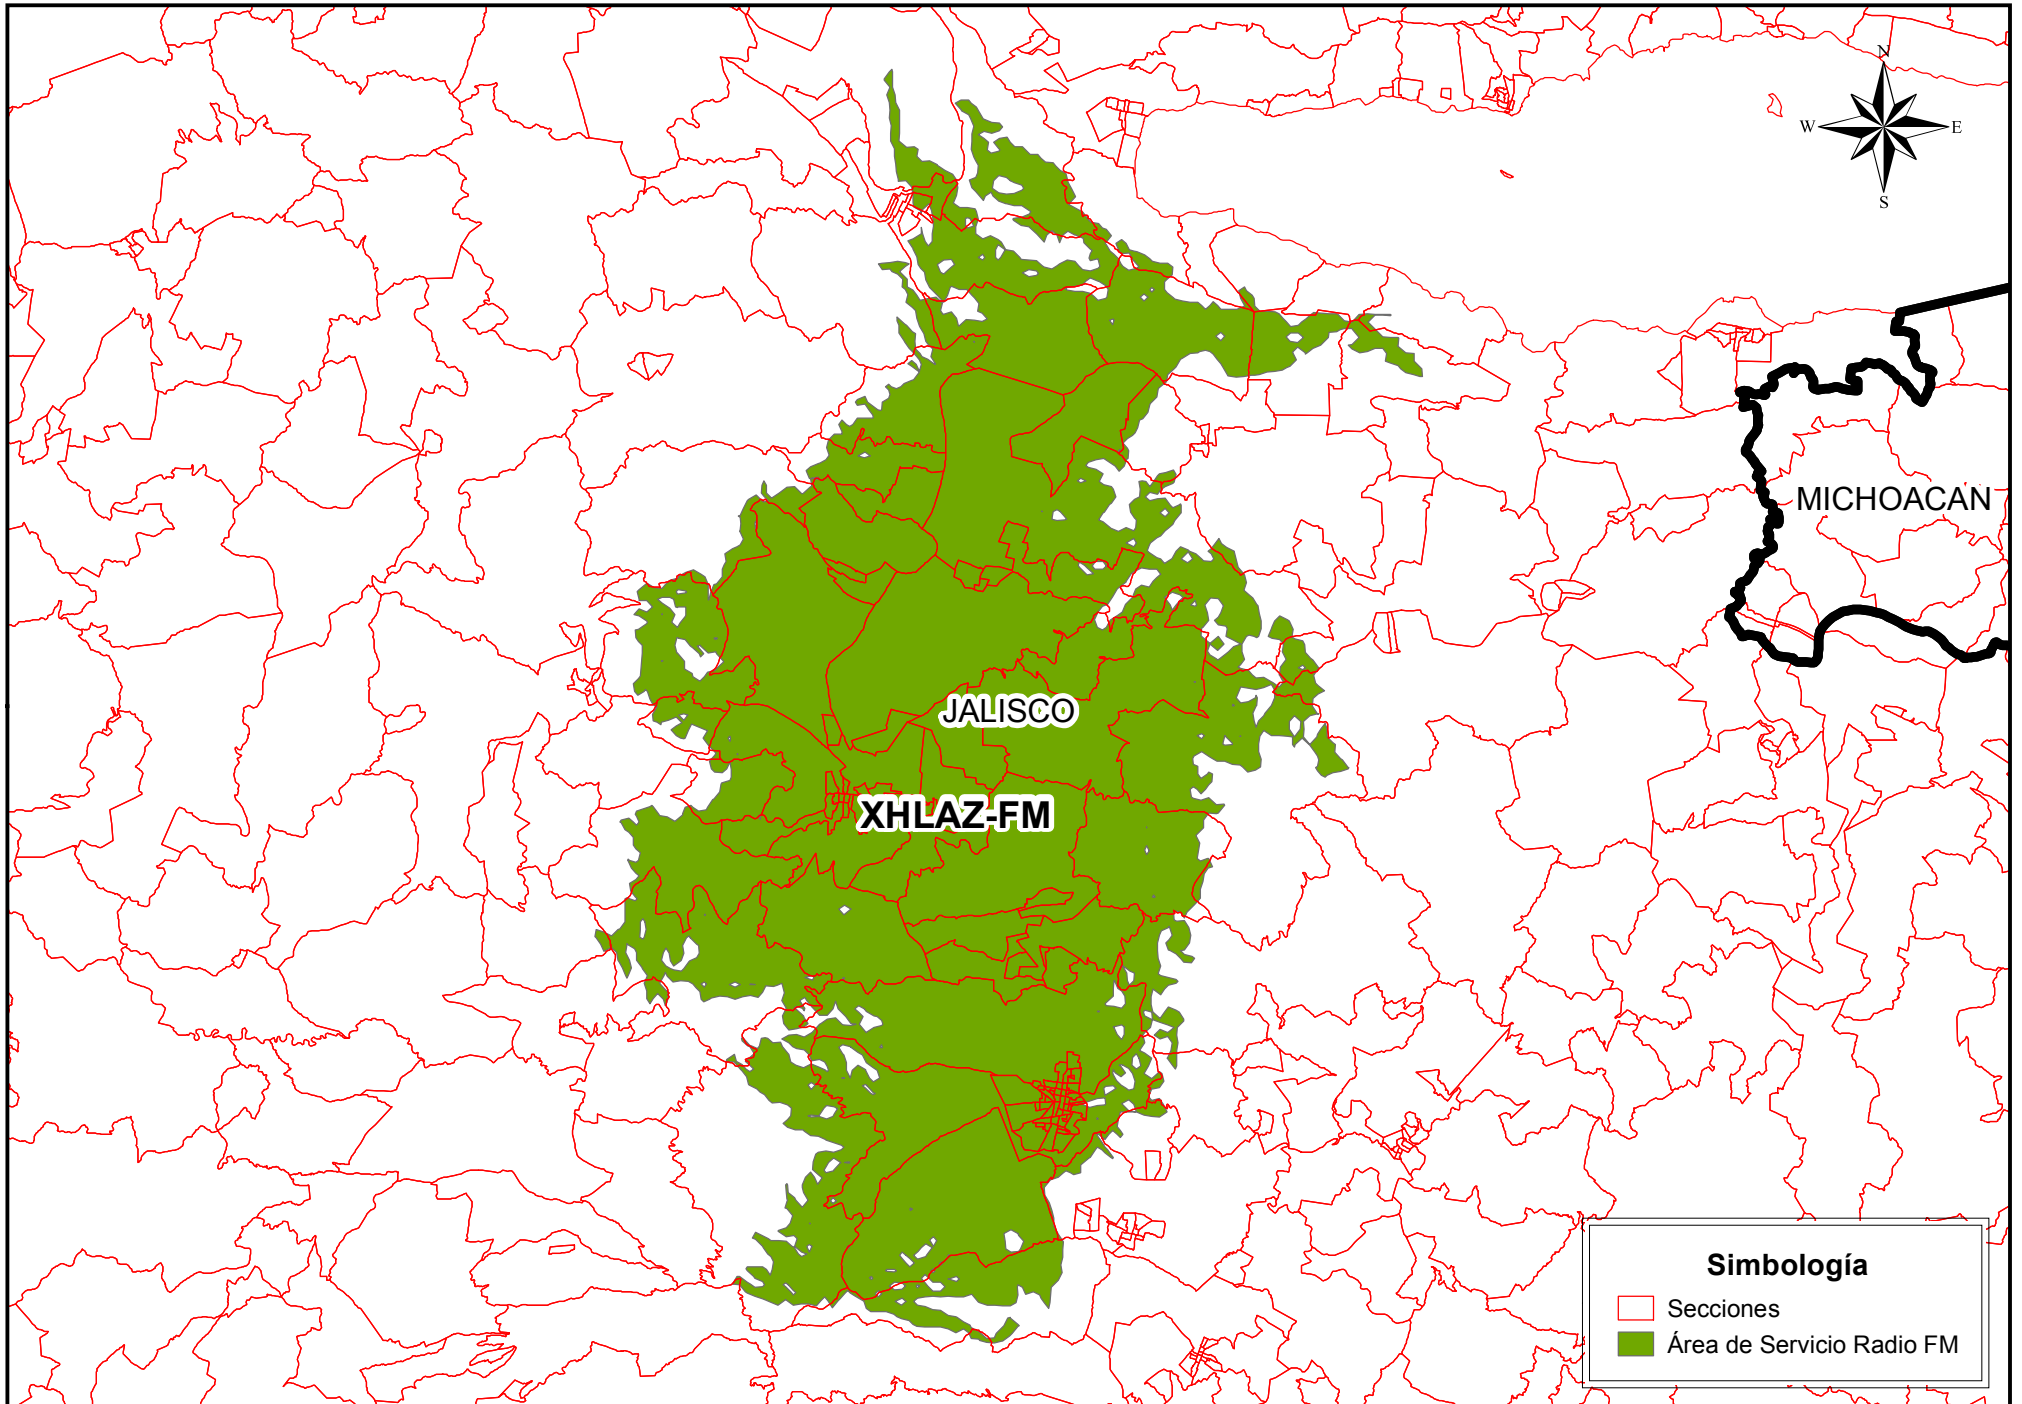 N
W E
S
MICHOACAN
JALISCO
XHLAZ-FM
Simbología
Secciones
Área de Servicio Radio FM